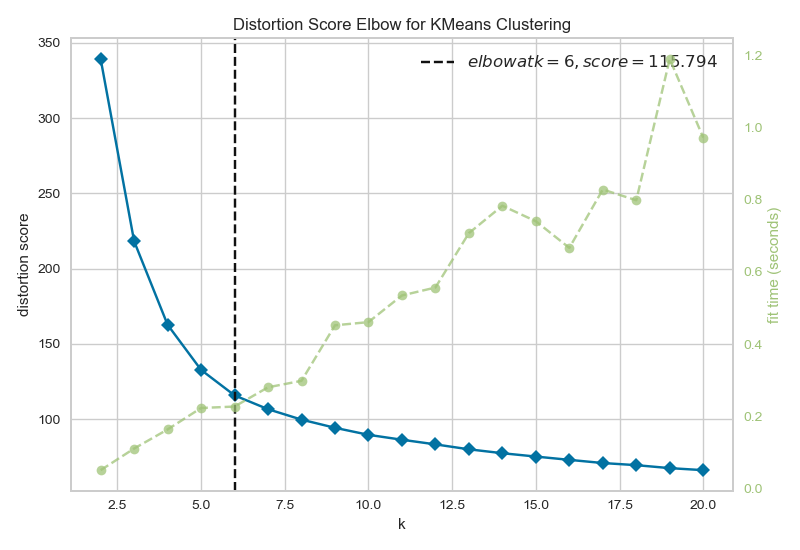 Distortion Score Elbow for KMeans Clustering
elbowatk = 6, score = 115.794
350
300
250
200
150
100
distortion score
1.2
1.0
0.8
0.6
0.4
0.2
0.0
fit time (seconds)
2.5 5.0 7.5 10.0 12.5 15.0 17.5 20.0
k